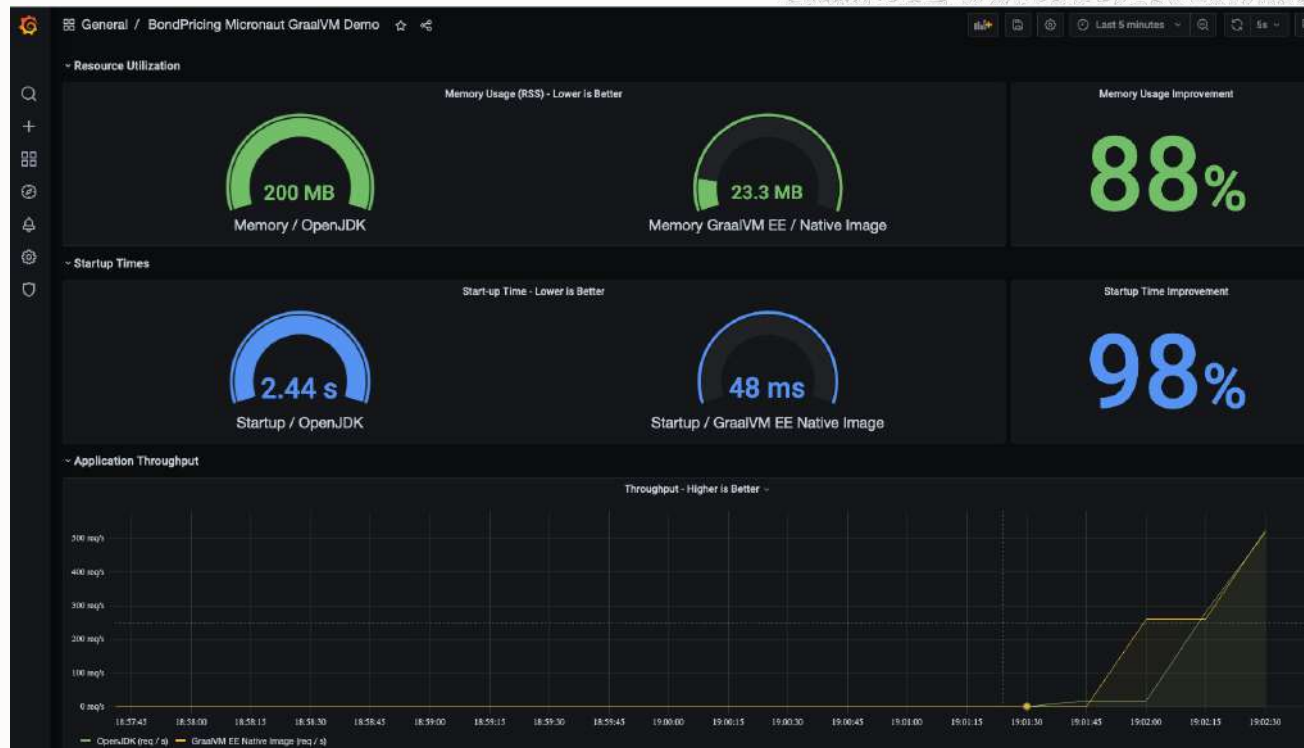 General / BondPricing Micronaut GraalVM Demo
Last 5 minutes
5s
Resource Utilization
Memory Usage (RSS) - Lower is Better
Memory Usage Improvement
200 MB
23.3 MB
88%
Memory / OpenJDK
Memory GraalVM EE / Native Image
Startup Times
Start-up Time - Lower is Better
Startup Time Improvement
2.44 s
48 ms
98%
Startup / OpenJDK
Startup / GraalVM EE Native Image
Application Throughput
Throughput - Higher is Better
500 req/s
400 req/s
300 req/s
200 req/s
100 req/s
0 req/s
18:57:45 18:58:00 18:58:15 18:58:30 18:58:45 18:59:00 18:59:15 18:59:30 18:59:45 19:00:00 19:00:15 19:00:30 19:00:45 19:01:00 19:01:15 19:01:30 19:01:45 19:02:00 19:02:15 19:02:30
OpenJDK (req / s) GraalVM EE Native Image (req / s)